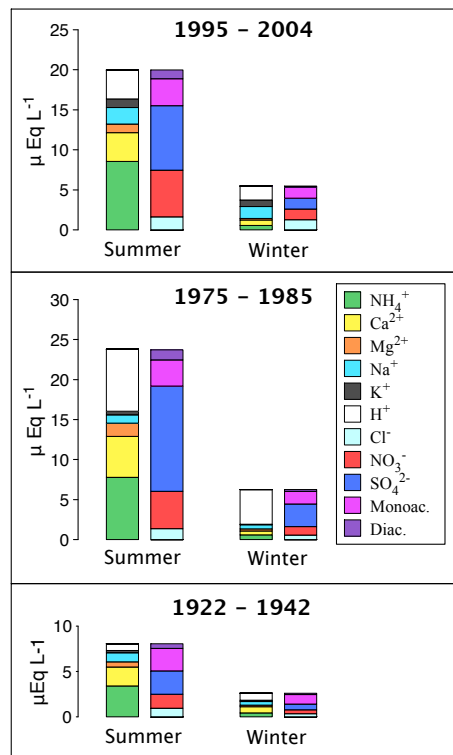 1995 – 2004
25
20
15
10
5
0
µ Eq L⁻¹
Summer
Winter
1975 – 1985
30
25
20
15
10
5
0
µ Eq L⁻¹
Summer
Winter
NH₄⁺
Ca²⁺
Mg²⁺
Na⁺
K⁺
H⁺
Cl⁻
NO₃⁻
SO₄²⁻
Monoac.
Diac.
1922 – 1942
10
5
0
µEq L-1
Summer
Winter